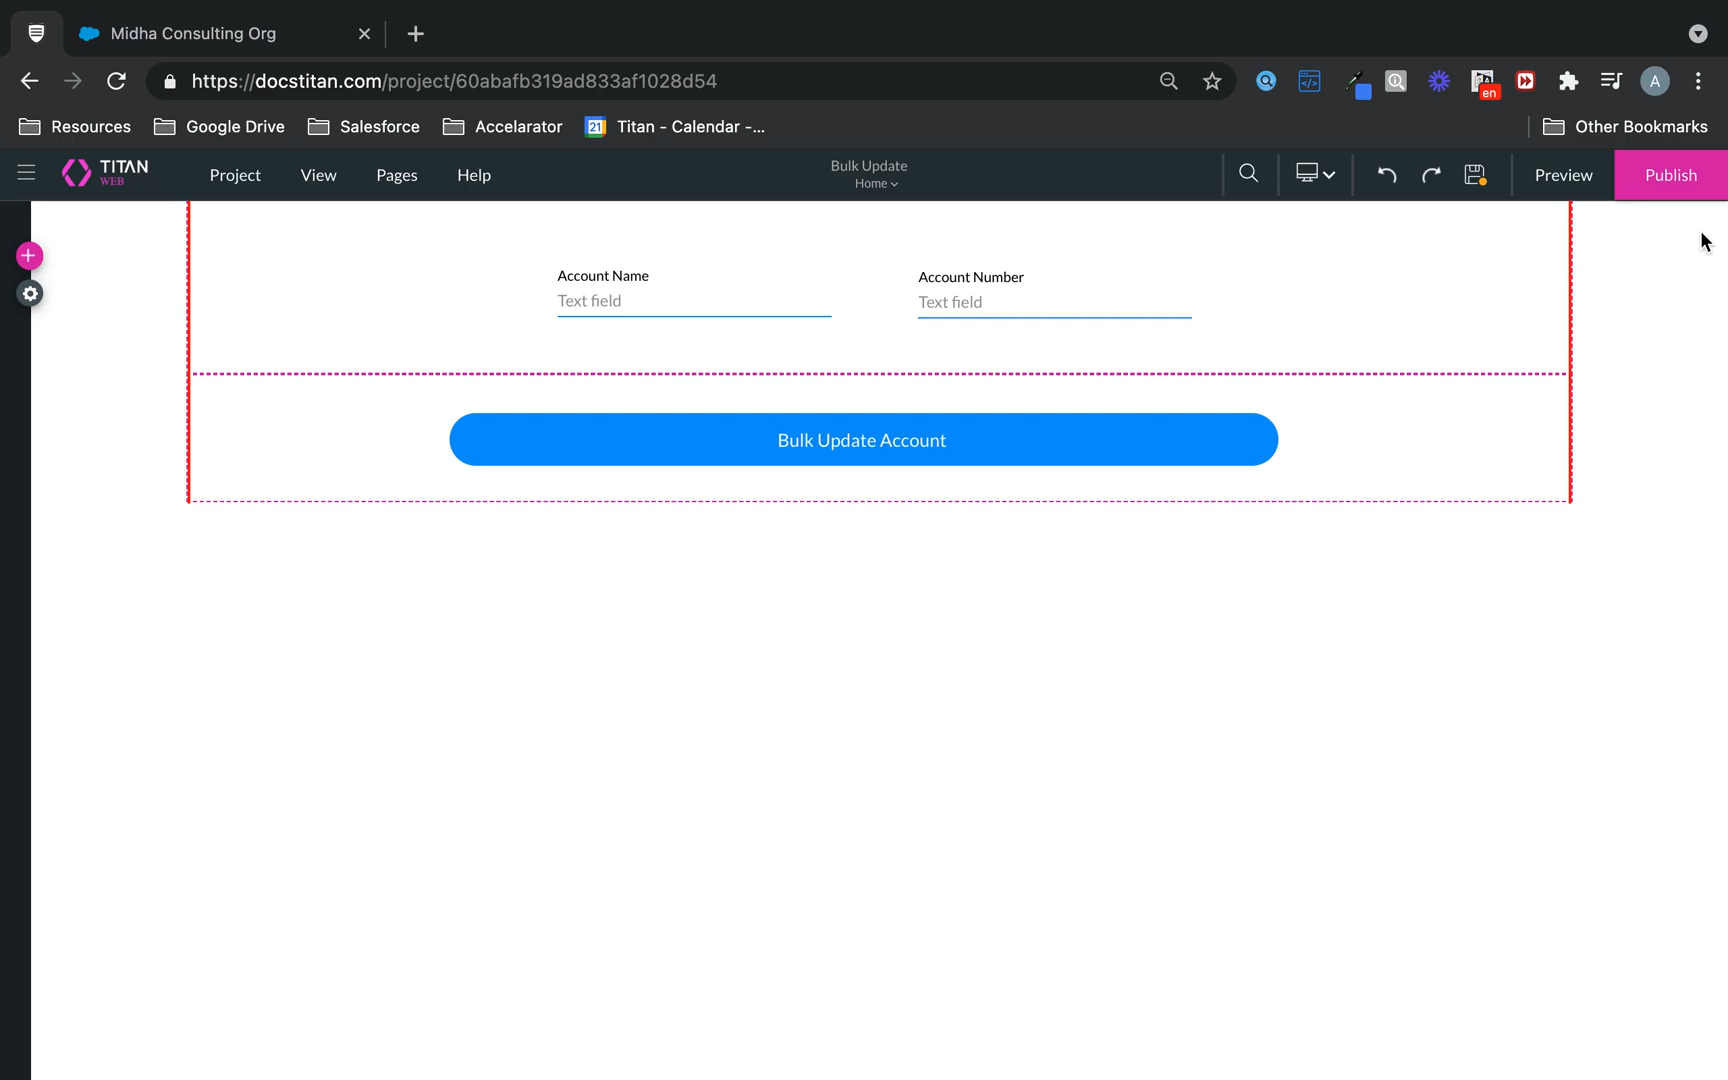 Midha Consulting Org
https://docstitan.com/project/60abafb319ad833af1028d54
en
A
Resources
Google Drive
Salesforce
Accelarator
21
Titan - Calendar -...
Other Bookmarks
TITAN
WEB
Project
View
Pages
Help
Bulk Update
Home
Preview
Publish
Account Name
Text field
Account Number
Text field
Bulk Update Account